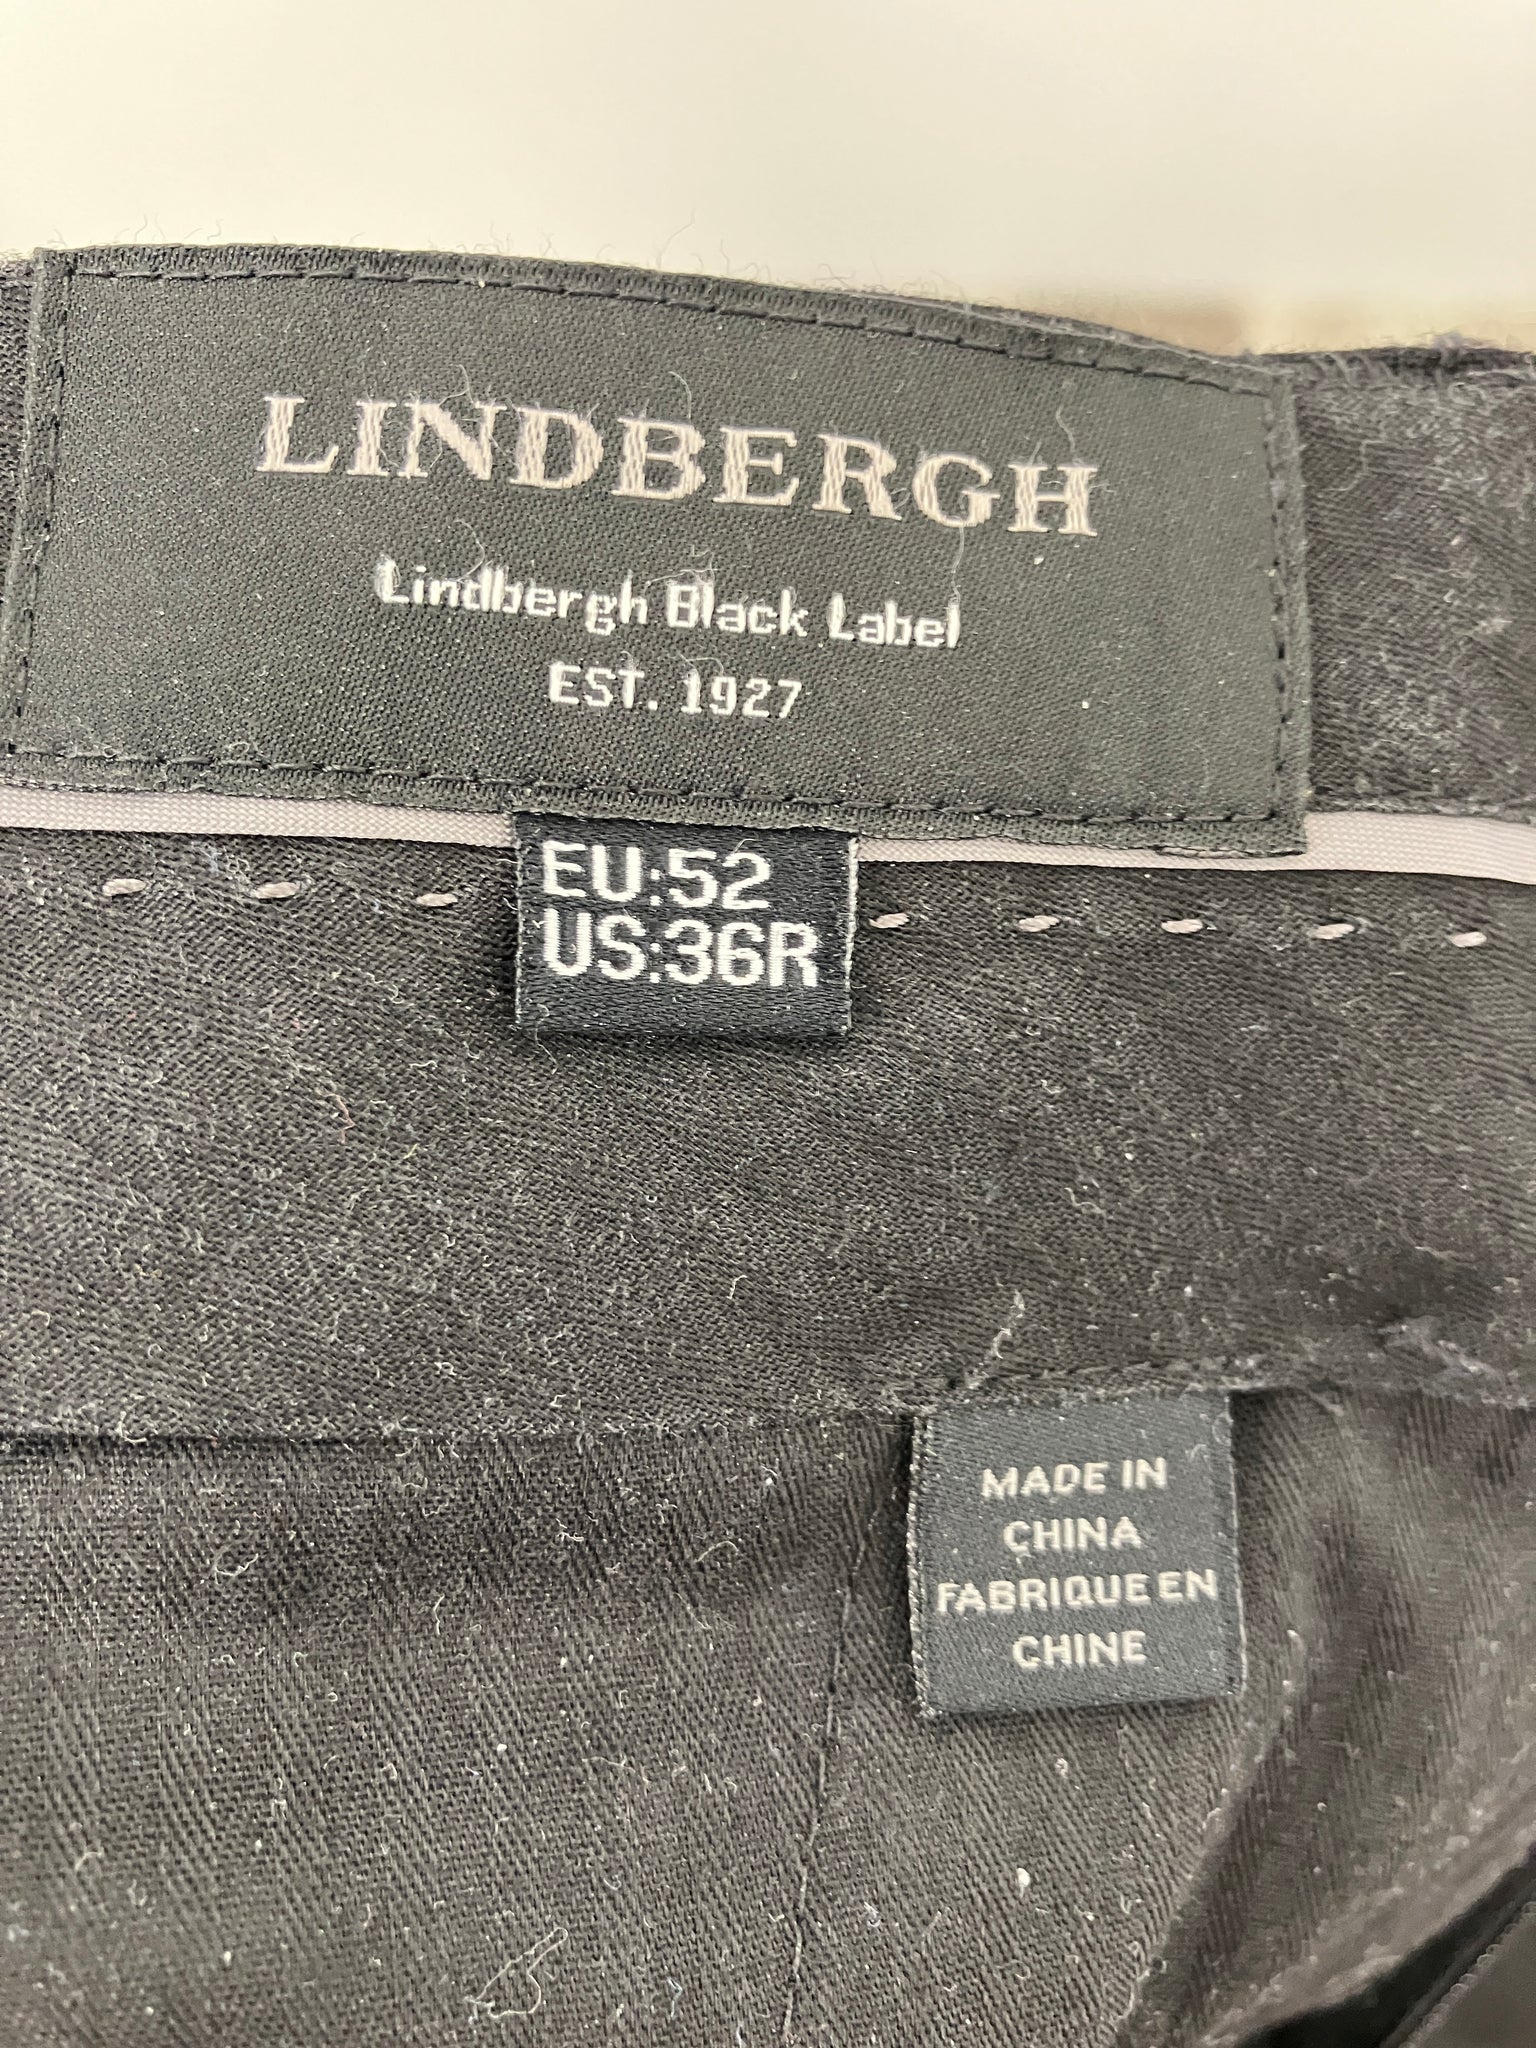 LINDBERGH
Lindbergh Black Label
EST. 1927
EU:52
US:36R
MADE IN
CHINA
FABRIQUE EN
CHINE